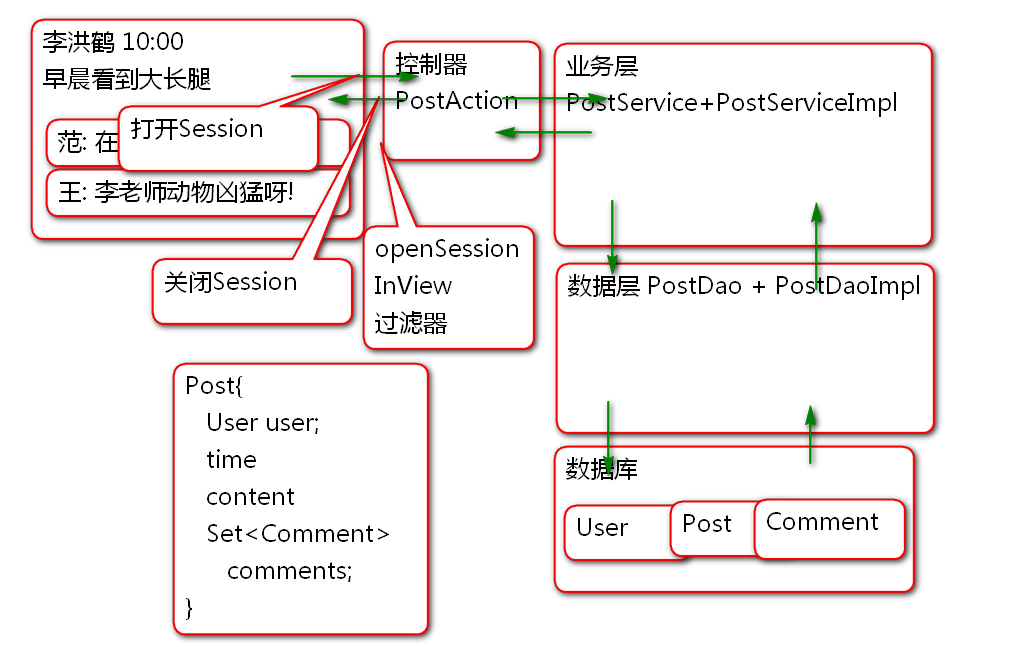 李洪鹤 10:00
早晨看到大长腿
范: 在
打开Session
王: 李老师动物凶猛呀!
控制器
PostAction
业务层
PostService+PostServiceImpl
关闭Session
openSession
InView
过滤器
数据层 PostDao + PostDaoImpl
Post{
User user;
time
content
Set<Comment>
comments;
}
数据库
User
Post
Comment